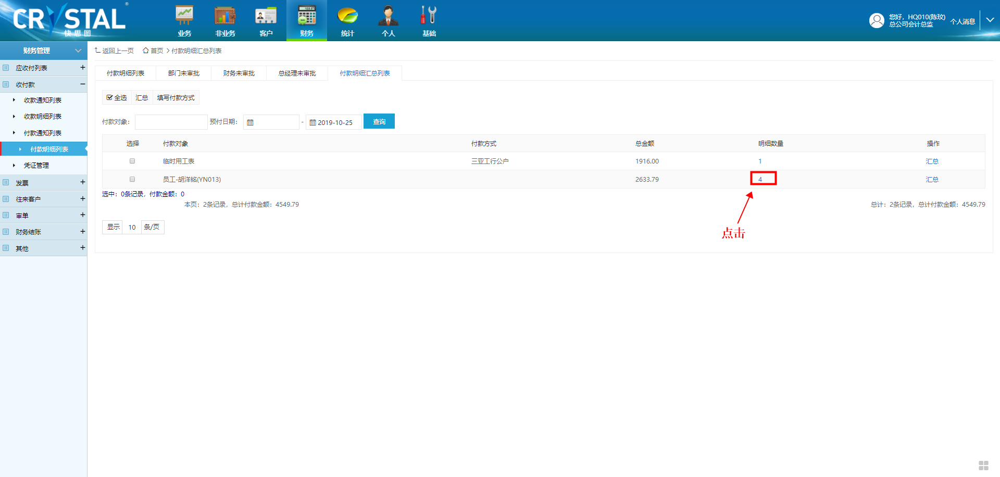 CRYSTAL ®
快思图
业务 非业务 客户 财务 统计 个人 基础
您好，HQ010(陈玟)
总公司会计总监
个人消息
财务管理
应收付列表 +
收付款 −
收款通知列表
收款明细列表
付款通知列表
付款明细列表
凭证管理
发票 +
往来客户 +
审单 +
财务结账 +
其他 +
返回上一页 首页 > 付款明细汇总列表
付款明细列表 部门未审批 财务未审批 总经理未审批 付款明细汇总列表
全选 汇总 填写付款方式
付款对象： 预付日期： - 2019-10-25 查询
选择 付款对象 付款方式 总金额 明细数量 操作
临时用工表 三亚工行公户 1916.00 1 汇总
员工-胡洋铭(YN013) 2633.79 4 汇总
选中：0条记录，付款金额：0
本页：2条记录，总计付款金额：4549.79 总计：2条记录，总计付款金额：4549.79
显示 10 条/页
点击